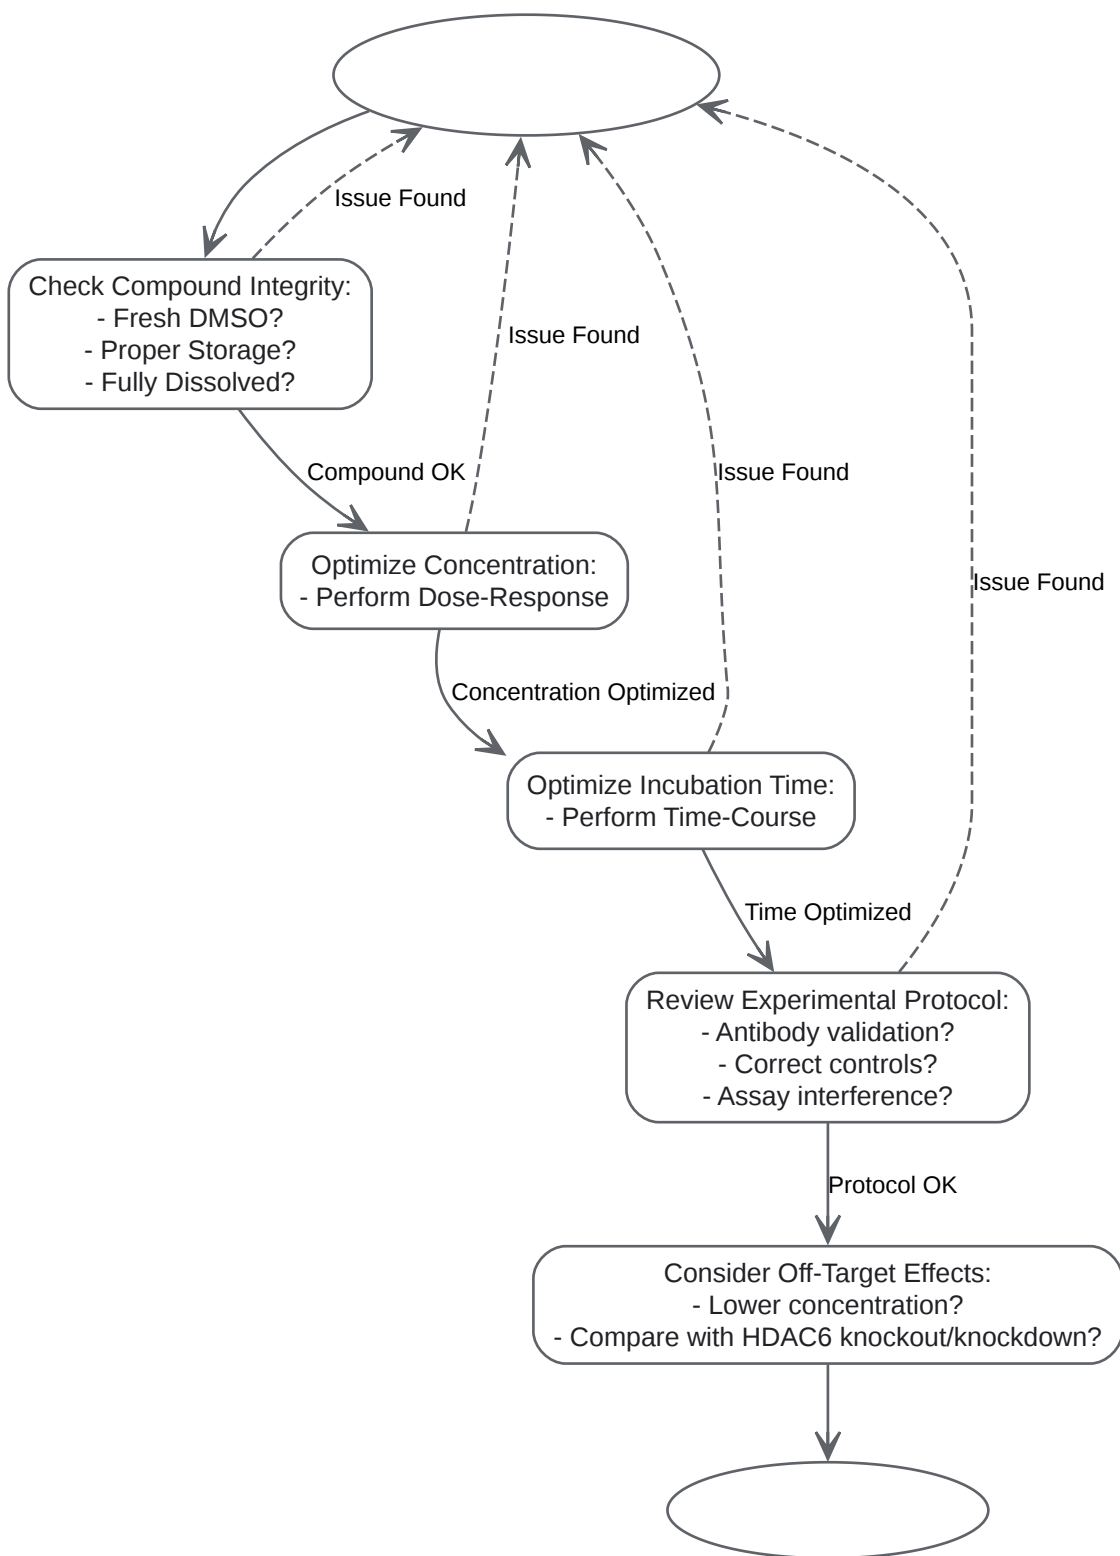 Issue Found
Check Compound Integrity:
- Fresh DMSO?
- Proper Storage?
- Fully Dissolved?
Issue Found
Compound OK
Issue Found
Optimize Concentration:
- Perform Dose-Response
Issue Found
Concentration Optimized
Optimize Incubation Time:
- Perform Time-Course
Time Optimized
Review Experimental Protocol:
- Antibody validation?
- Correct controls?
- Assay interference?
Protocol OK
Consider Off-Target Effects:
- Lower concentration?
- Compare with HDAC6 knockout/knockdown?